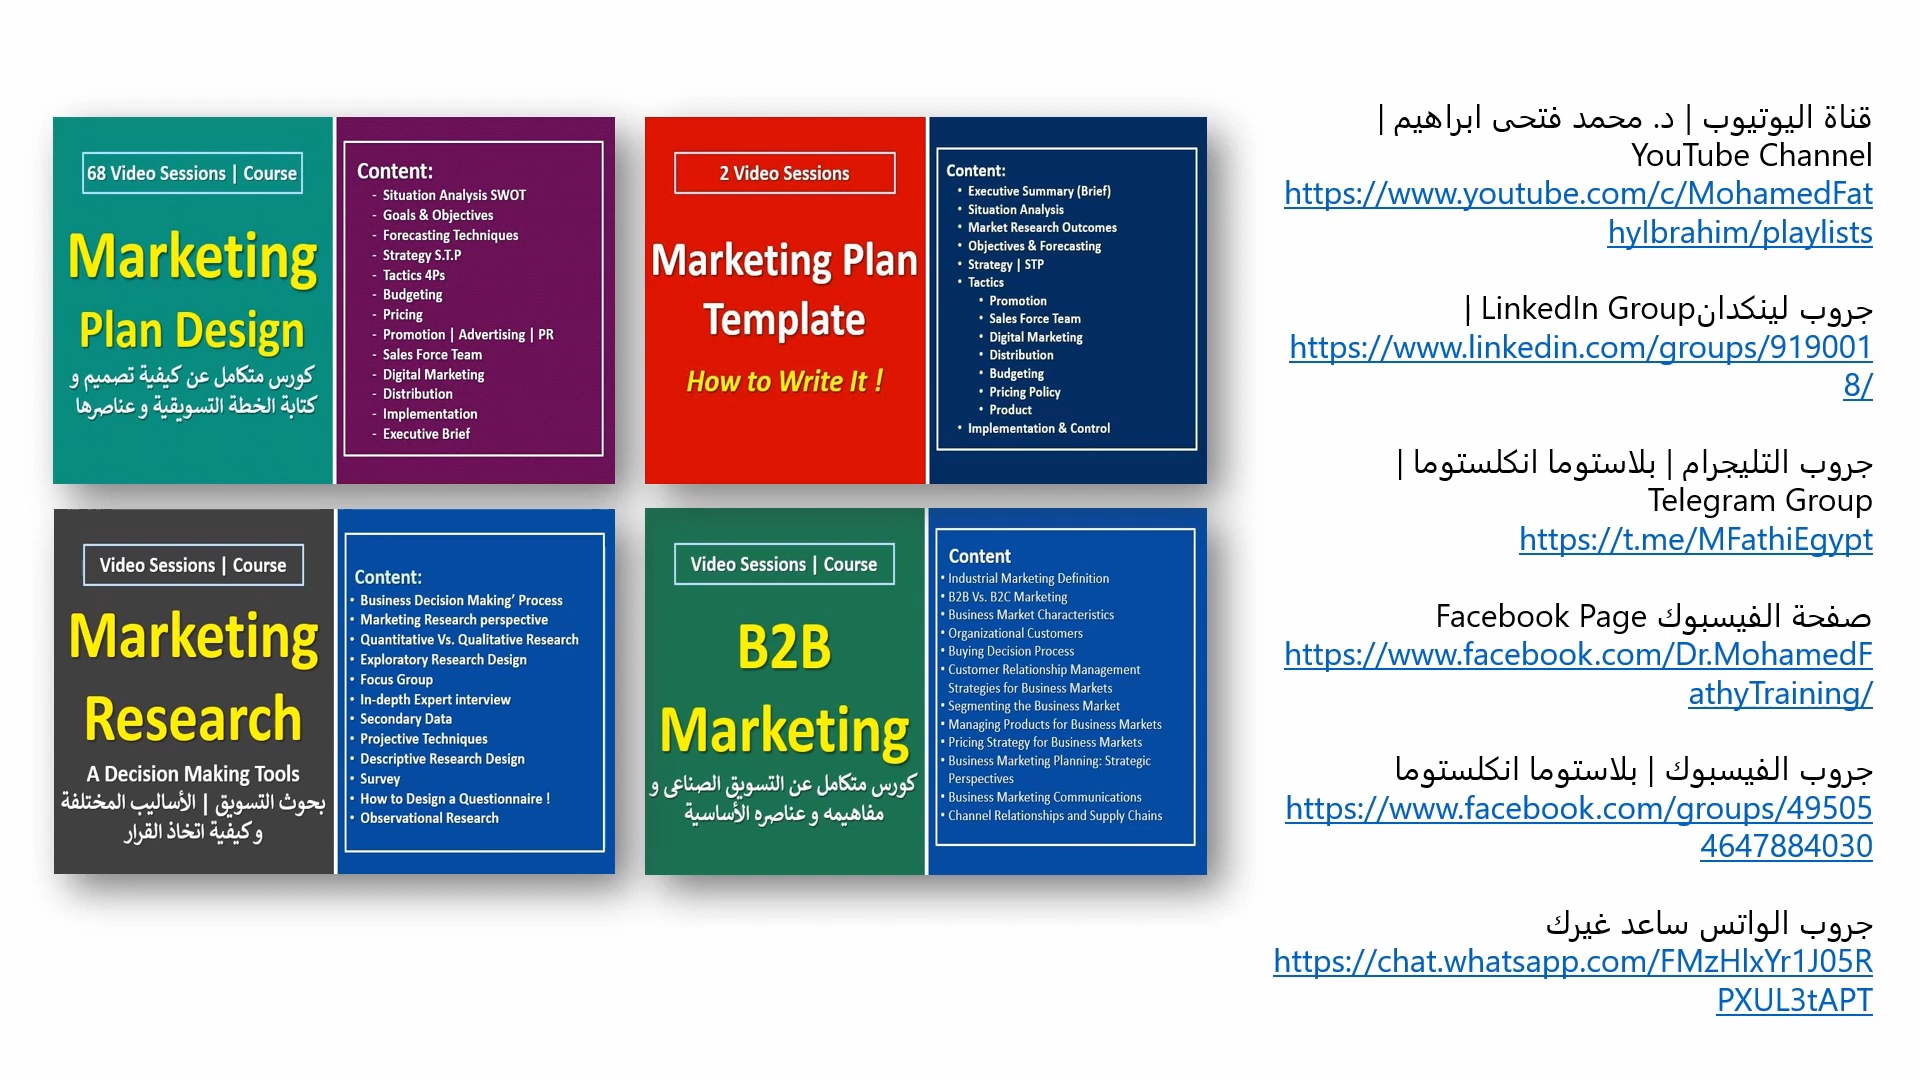 68 Video Sessions | Course
Marketing
Plan Design
كورس متكامل عن كيفية تصميم و
كتابة الخطة التسويقية و عناصرها
Content:
- Situation Analysis SWOT
- Goals & Objectives
- Forecasting Techniques
- Strategy S.T.P
- Tactics 4Ps
- Budgeting
- Pricing
- Promotion | Advertising | PR
- Sales Force Team
- Digital Marketing
- Distribution
- Implementation
- Executive Brief
2 Video Sessions
Marketing Plan
Template
How to Write It !
Content:
• Executive Summary (Brief)
• Situation Analysis
• Market Research Outcomes
• Objectives & Forecasting
• Strategy | STP
• Tactics
• Promotion
• Sales Force Team
• Digital Marketing
• Distribution
• Budgeting
• Pricing Policy
• Product
• Implementation & Control
Video Sessions | Course
Marketing
Research
A Decision Making Tools
بحوث التسويق | الأساليب المختلفة
و كيفية اتخاذ القرار
Content:
• Business Decision Making’ Process
• Marketing Research perspective
• Quantitative Vs. Qualitative Research
• Exploratory Research Design
• Focus Group
• In-depth Expert interview
• Secondary Data
• Projective Techniques
• Descriptive Research Design
• Survey
• How to Design a Questionnaire !
• Observational Research
Video Sessions | Course
B2B
Marketing
كورس متكامل عن التسويق الصناعى و
مفاهيمه و عناصره الأساسية
Content
• Industrial Marketing Definition
• B2B Vs. B2C Marketing
• Business Market Characteristics
• Organizational Customers
• Buying Decision Process
• Customer Relationship Management
Strategies for Business Markets
• Segmenting the Business Market
• Managing Products for Business Markets
• Pricing Strategy for Business Markets
• Business Marketing Planning: Strategic
Perspectives
• Business Marketing Communications
• Channel Relationships and Supply Chains
قناة اليوتيوب | د. محمد فتحى ابراهيم |
YouTube Channel
https://www.youtube.com/c/MohamedFat
hyIbrahim/playlists
جروب لينكدانLinkedIn Group |
https://www.linkedin.com/groups/919001
8/
جروب التليجرام | بلاستوما انكلستوما |
Telegram Group
https://t.me/MFathiEgypt
صفحة الفيسبوك Facebook Page
https://www.facebook.com/Dr.MohamedF
athyTraining/
جروب الفيسبوك | بلاستوما انكلستوما
https://www.facebook.com/groups/49505
4647884030
جروب الواتس ساعد غيرك
https://chat.whatsapp.com/FMzHlxYr1J05R
PXUL3tAPT